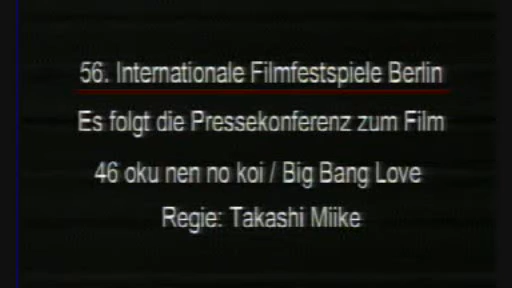 56. Internationale Filmfestspiele Berlin
Es folgt die Pressekonferenz zum Film
46 oku nen no koi / Big Bang Love
Regie: Takashi Miike